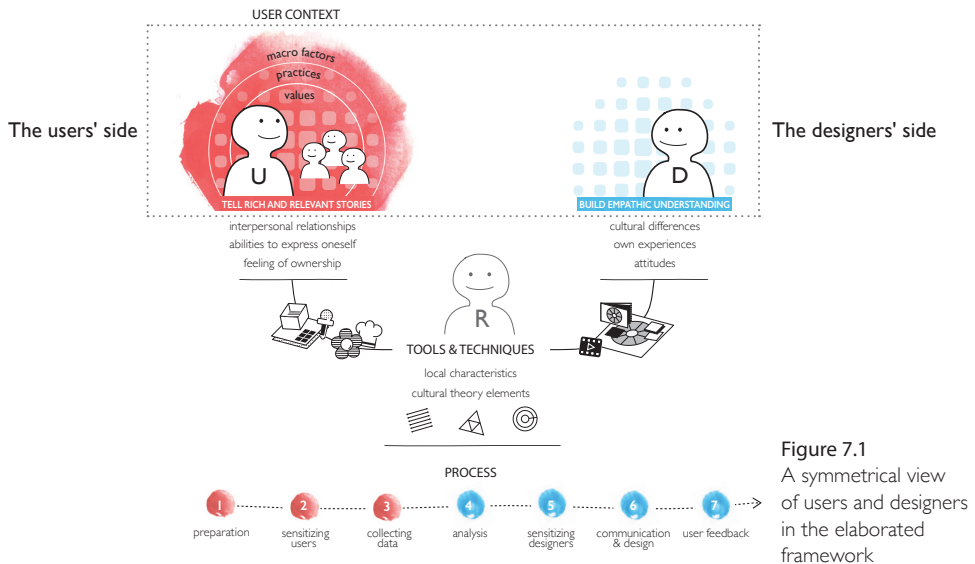 USER CONTEXT
macro factors
practices
values
The users' side
The designers' side
U
D
TELL RICH AND RELEVANT STORIES
BUILD EMPATHIC UNDERSTANDING
interpersonal relationships
abilities to express oneself
feeling of ownership
cultural differences
own experiences
attitudes
R
TOOLS & TECHNIQUES
local characteristics
cultural theory elements
PROCESS
1
2
3
4
5
6
7
preparation
sensitizing
users
collecting
data
analysis
sensitizing
designers
communication
& design
user feedback
Figure 7.1
A symmetrical view
of users and designers
in the elaborated
framework